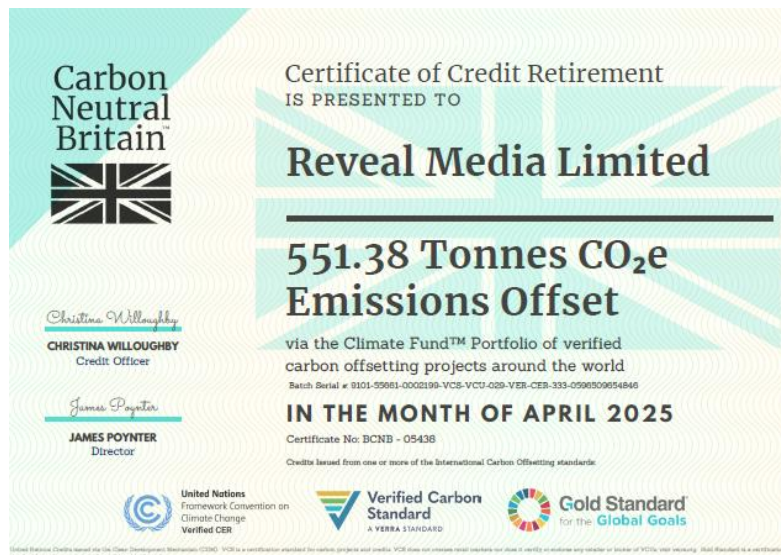 Carbon
Neutral
Britain™
Certificate of Credit Retirement
IS PRESENTED TO
Reveal Media Limited
551.38 Tonnes CO₂e
Emissions Offset
via the Climate Fund™ Portfolio of verified
carbon offsetting projects around the world
Batch Serial #: 9101-55661-0002199-VCS-VCU-029-VER-CER-333-0596509654846
IN THE MONTH OF APRIL 2025
Certificate No: BCNB - 05438
Credits Issued from one or more of the International Carbon Offsetting standards:
Christina Willoughby
CHRISTINA WILLOUGHBY
Credit Officer
James Poynter
JAMES POYNTER
Director
United Nations
Framework Convention on
Climate Change
Verified CER
Verified Carbon
Standard
A VERRA STANDARD
Gold Standard®
for the Global Goals